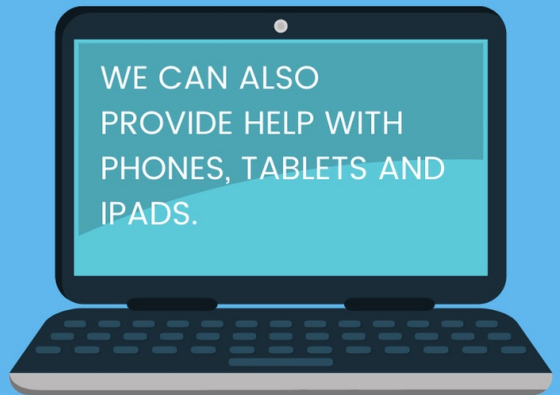 WE CAN ALSO
PROVIDE HELP WITH
PHONES, TABLETS AND
IPADS.